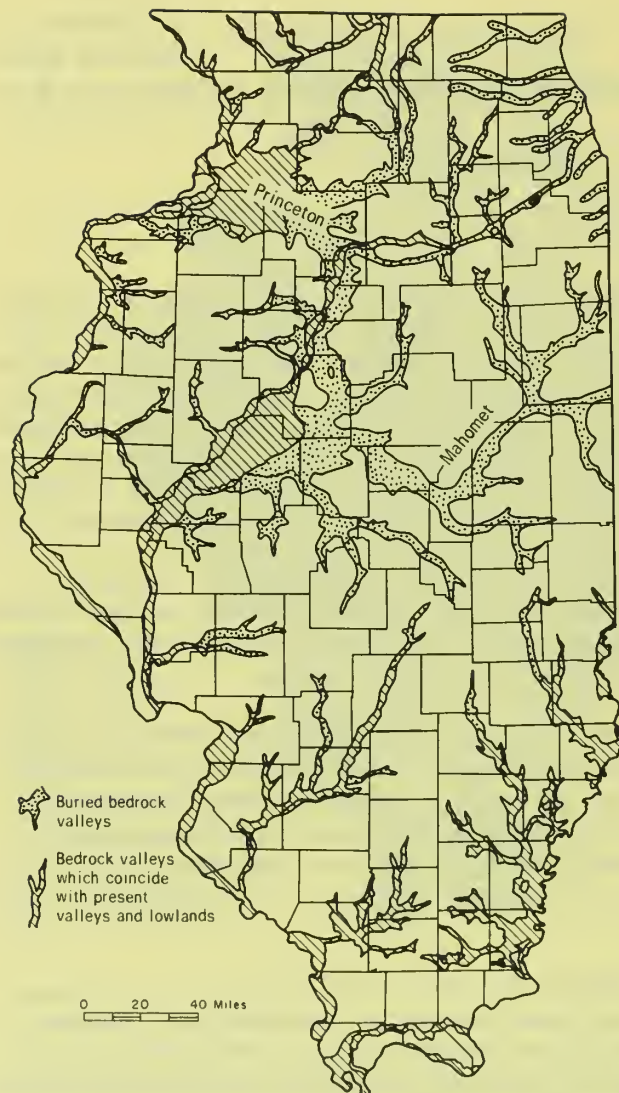 Princeton
Mahomet
Buried bedrock
valleys
Bedrock valleys
which coincide
with present
valleys and lowlands
0 20 40 Miles